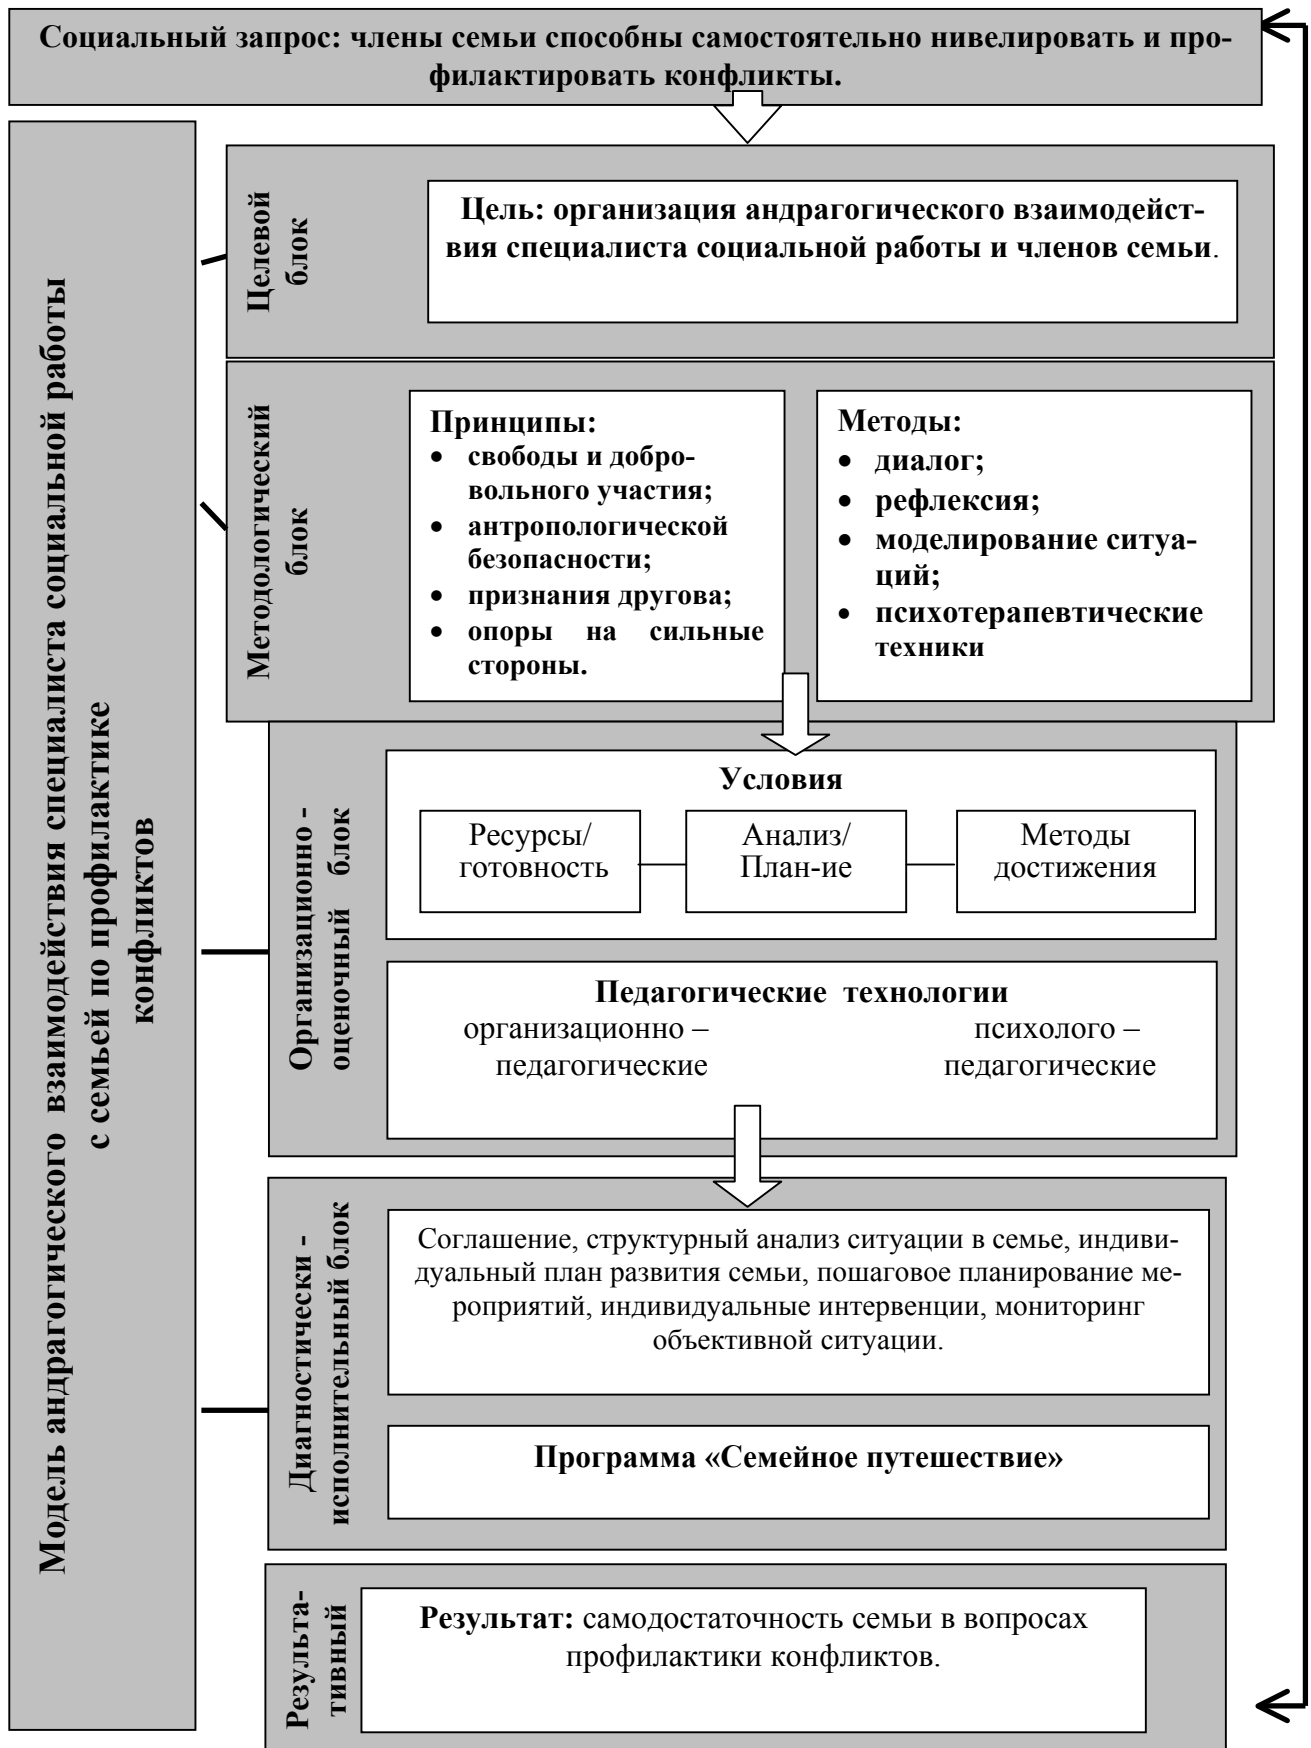 Социальный запрос: члены семьи способны самостоятельно нивелировать и про-
филактировать конфликты.
Модель андрагогического взаимодействия специалиста социальной работы
с семьей по профилактике
конфликтов
Целевой
блок
Цель: организация андрагогического взаимодейст-
вия специалиста социальной работы и членов семьи.
Методологический
блок
Принципы:
• свободы и добро-
вольного участия;
• антропологической
безопасности;
• признания другова;
• опоры на сильные
стороны.
Методы:
• диалог;
• рефлексия;
• моделирование ситуа-
ций;
• психотерапевтические
техники
Организационно -
оценочный блок
Условия
Ресурсы/
готовность
Анализ/
План-ие
Методы
достижения
Педагогические технологии
организационно –
педагогические
психолого –
педагогические
Диагностически -
исполнительный блок
Соглашение, структурный анализ ситуации в семье, индиви-
дуальный план развития семьи, пошаговое планирование ме-
роприятий, индивидуальные интервенции, мониторинг
объективной ситуации.
Программа «Семейное путешествие»
Результа-
тивный
Результат: самодостаточность семьи в вопросах
профилактики конфликтов.